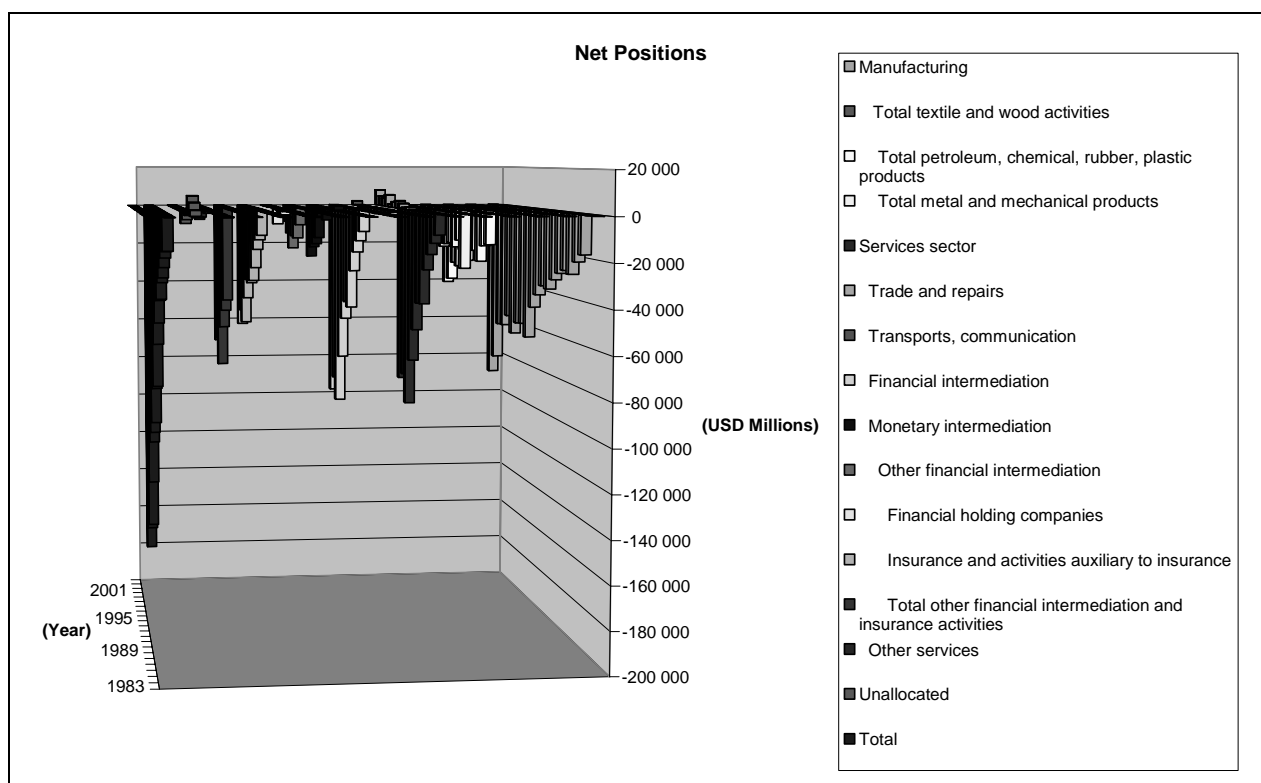 Net Positions
20 000
0
-20 000
-40 000
-60 000
-80 000
-100 000
-120 000
-140 000
-160 000
-180 000
-200 000
(USD Millions)
2001
1995
1989
1983
(Year)
Manufacturing
Total textile and wood activities
Total petroleum, chemical, rubber, plastic
products
Total metal and mechanical products
Services sector
Trade and repairs
Transports, communication
Financial intermediation
Monetary intermediation
Other financial intermediation
Financial holding companies
Insurance and activities auxiliary to insurance
Total other financial intermediation and
insurance activities
Other services
Unallocated
Total